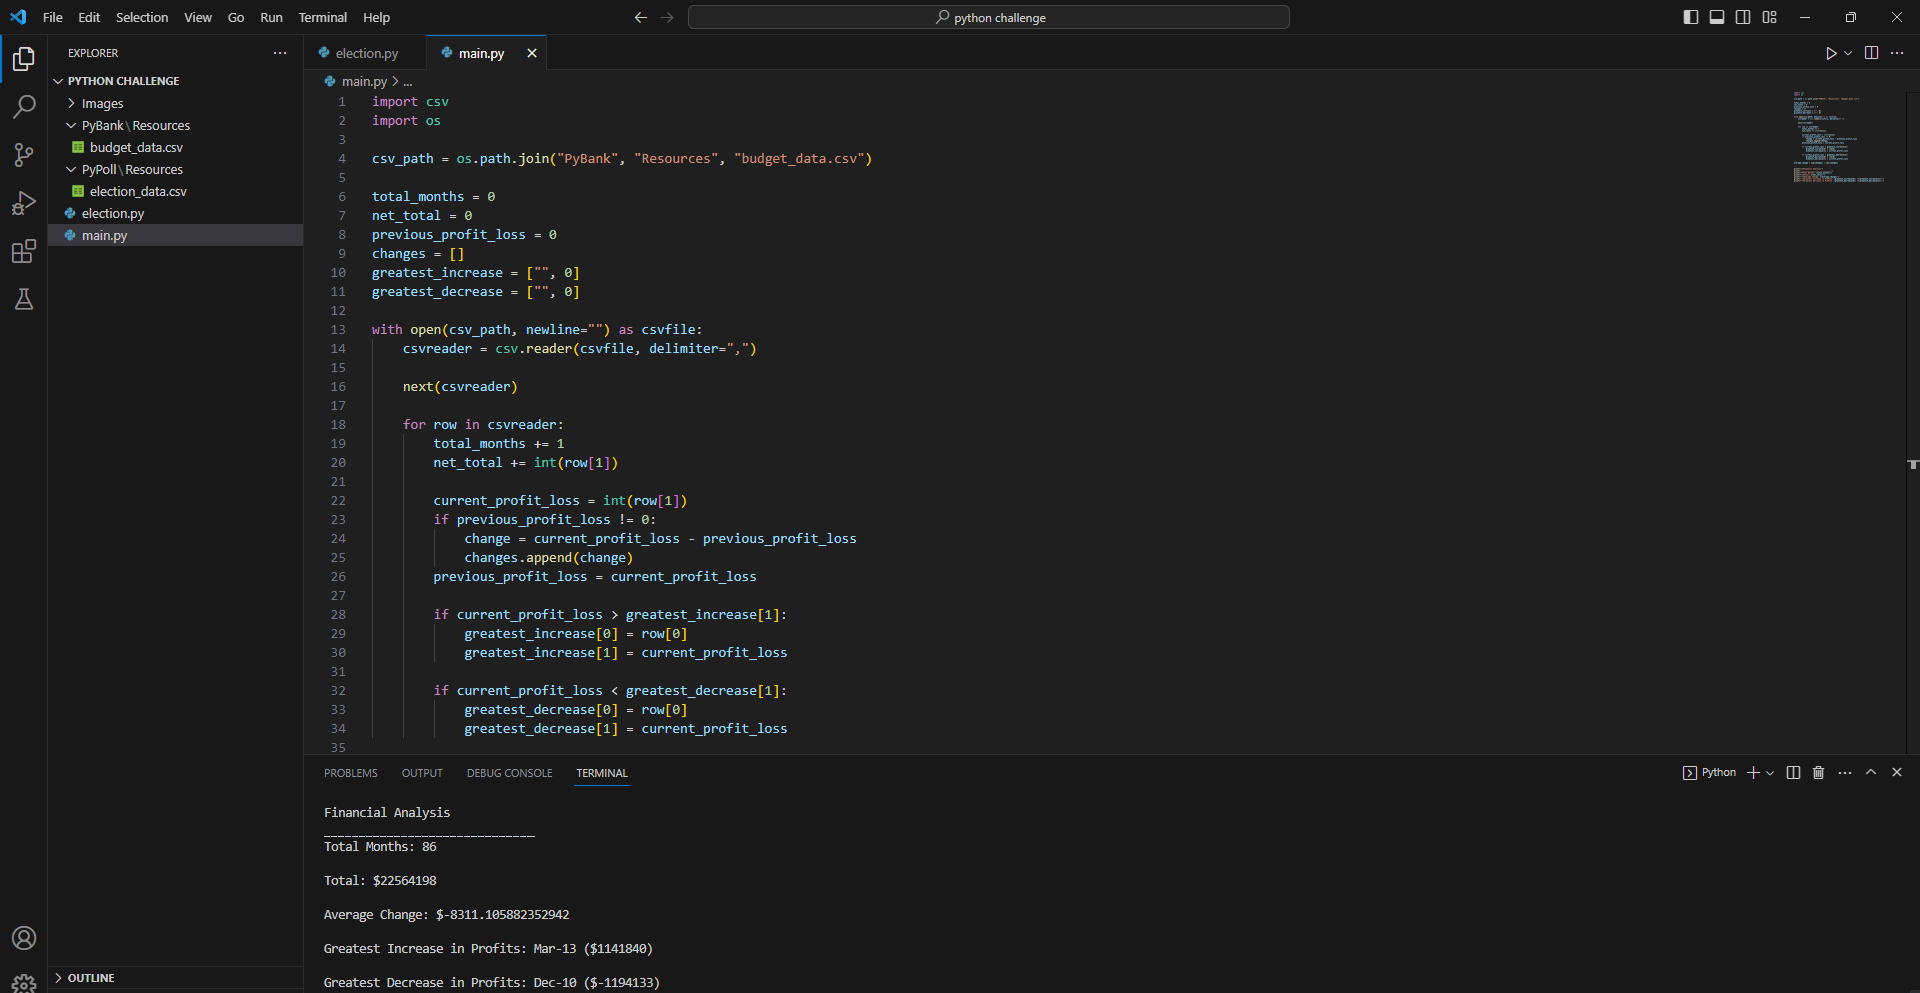 File Edit Selection View Go Run Terminal Help
python challenge
EXPLORER
PYTHON CHALLENGE
Images
PyBank\Resources
budget_data.csv
PyPoll\Resources
election_data.csv
election.py
main.py
OUTLINE
election.py main.py
main.py > ...
1 import csv
2 import os
3
4 csv_path = os.path.join("PyBank", "Resources", "budget_data.csv")
5
6 total_months = 0
7 net_total = 0
8 previous_profit_loss = 0
9 changes = []
10 greatest_increase = ["", 0]
11 greatest_decrease = ["", 0]
12
13 with open(csv_path, newline="") as csvfile:
14     csvreader = csv.reader(csvfile, delimiter=",")
15
16     next(csvreader)
17
18     for row in csvreader:
19         total_months += 1
20         net_total += int(row[1])
21
22         current_profit_loss = int(row[1])
23         if previous_profit_loss != 0:
24             change = current_profit_loss - previous_profit_loss
25             changes.append(change)
26         previous_profit_loss = current_profit_loss
27
28         if current_profit_loss > greatest_increase[1]:
29             greatest_increase[0] = row[0]
30             greatest_increase[1] = current_profit_loss
31
32         if current_profit_loss < greatest_decrease[1]:
33             greatest_decrease[0] = row[0]
34             greatest_decrease[1] = current_profit_loss
35
PROBLEMS OUTPUT DEBUG CONSOLE TERMINAL
Python
Financial Analysis
______________________________
Total Months: 86
Total: $22564198
Average Change: $-8311.105882352942
Greatest Increase in Profits: Mar-13 ($1141840)
Greatest Decrease in Profits: Dec-10 ($-1194133)